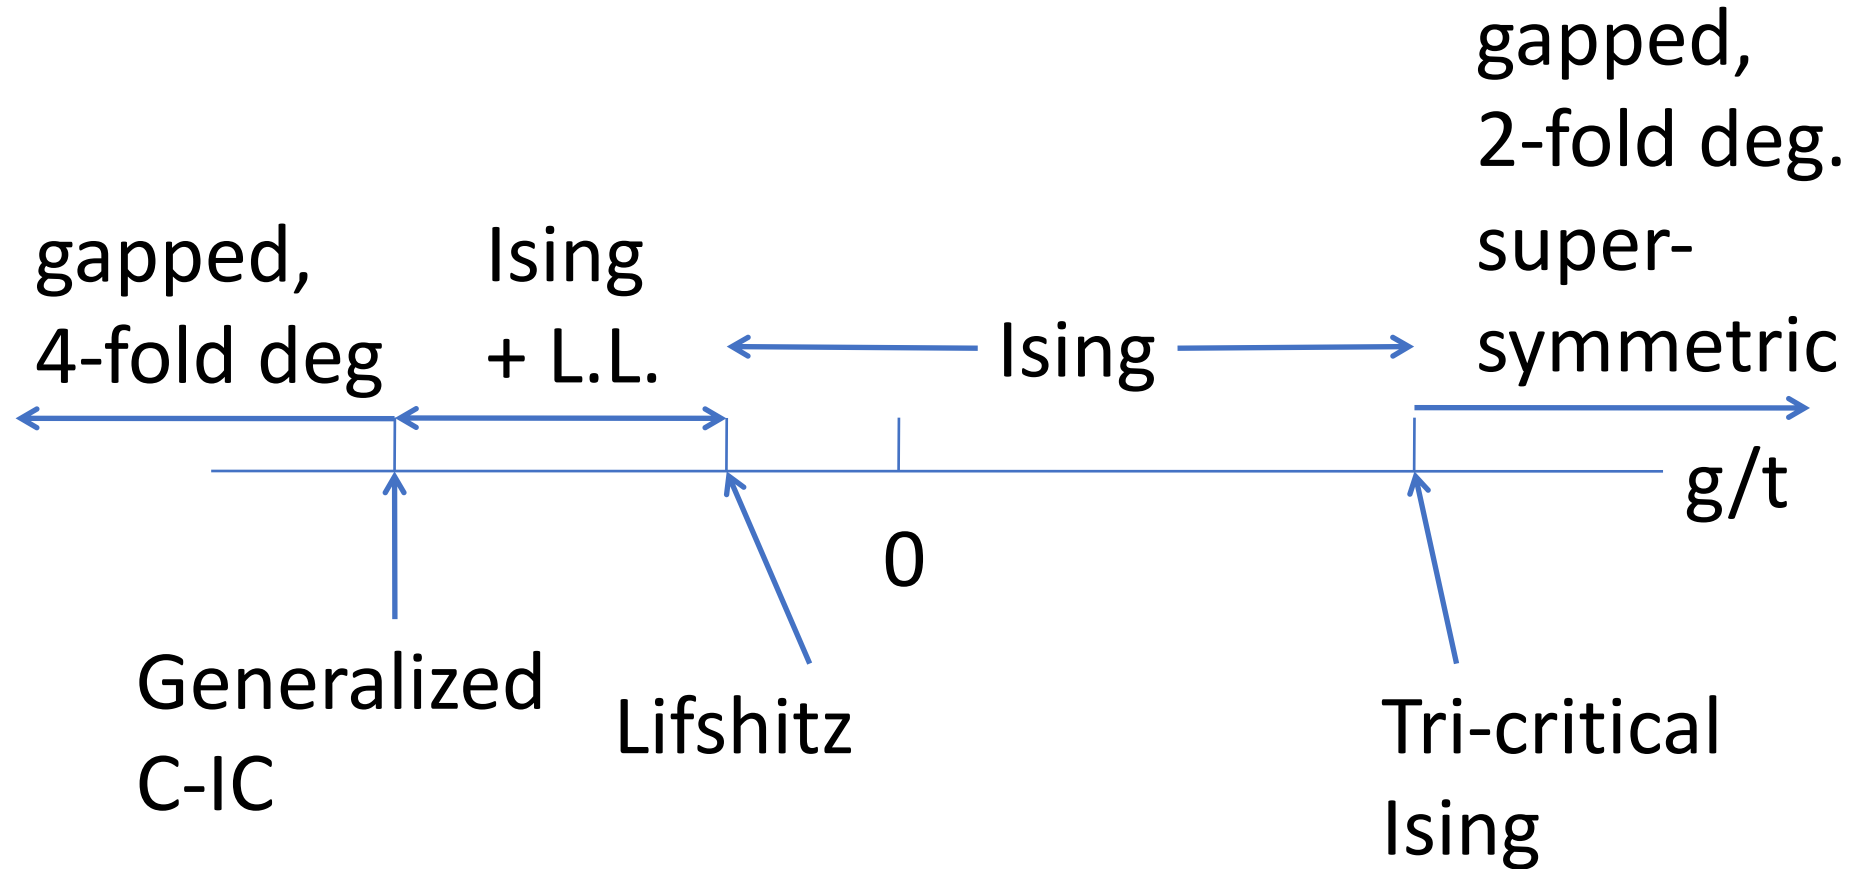 gapped,
2-fold deg.
super-
symmetric
gapped,
4-fold deg
Ising
+ L.L.
Ising
g/t
0
Generalized
C-IC
Lifshitz
Tri-critical
Ising